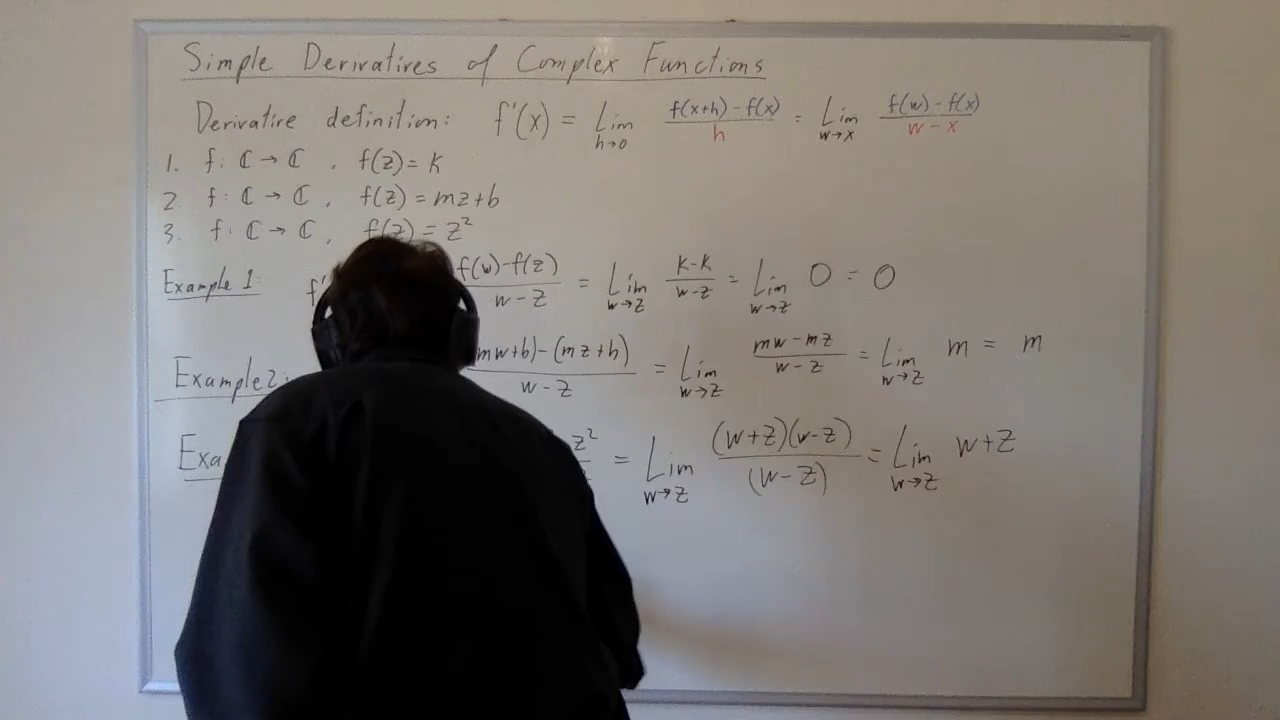 Simple Derivatives of Complex Functions
Derivative definition: f'(x) = Lim h→0 f(x+h) - f(x) / h = Lim w→x f(w) - f(x) / w - x
1. f: ℂ → ℂ, f(z) = k
2. f: ℂ → ℂ, f(z) = mz+b
3. f: ℂ → ℂ, f(z) = z²
Example 1: f' f(w)-f(z) / w-z = Lim w→z k-k / w-z = Lim w→z 0 = 0
Example 2: mw+b)-(mz+b) / w-z = Lim w→z mw-mz / w-z = Lim w→z m = m
z² = Lim w→z (w+z)(w-z) / (w-z) = Lim w→z w+z